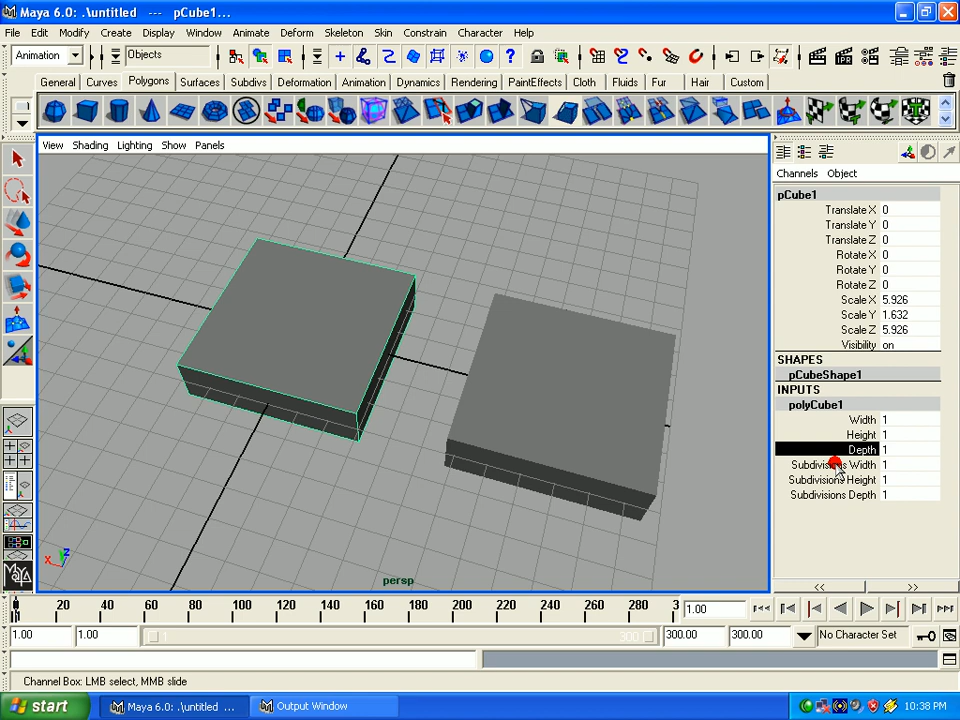 Maya 6.0: .\untitled --- pCube1...
File Edit Modify Create Display Window Animate Deform Skeleton Skin Constrain Character Help
Animation Objects
General Curves Polygons Surfaces Subdivs Deformation Animation Dynamics Rendering PaintEffects Cloth Fluids Fur Hair Custom
View Shading Lighting Show Panels
Channels Object
pCube1
Translate X 0
Translate Y 0
Translate Z 0
Rotate X 0
Rotate Y 0
Rotate Z 0
Scale X 5.926
Scale Y 1.632
Scale Z 5.926
Visibility on
SHAPES
pCubeShape1
INPUTS
polyCube1
Width 1
Height 1
Depth 1
Subdivisions Width 1
Subdivisions Height 1
Subdivisions Depth 1
X Z
persp
MAYA
<< >>
20 40 60 80 100 120 140 160 180 200 220 240 260 280 3 1.00
1.00 1.00 1 300 300.00 300.00 No Character Set
Channel Box: LMB select, MMB slide
start Maya 6.0: .\untitled ... Output Window 10:38 PM